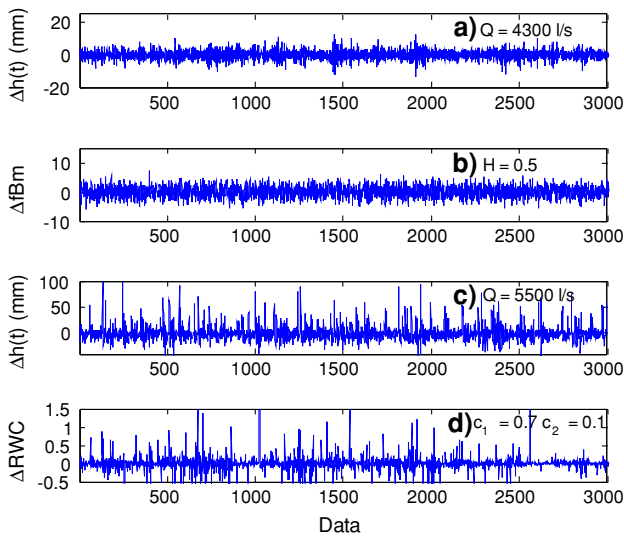 a) Q = 4300 l/s
Δh(t) (mm)
20
0
-20
500 1000 1500 2000 2500 3000
b) H = 0.5
ΔfBm
10
0
-10
500 1000 1500 2000 2500 3000
c) Q = 5500 l/s
Δh(t) (mm)
100
50
0
500 1000 1500 2000 2500 3000
d) c₁ = 0.7 c₂ = 0.1
ΔRWC
1.5
1
0.5
0
-0.5
500 1000 1500 2000 2500 3000
Data